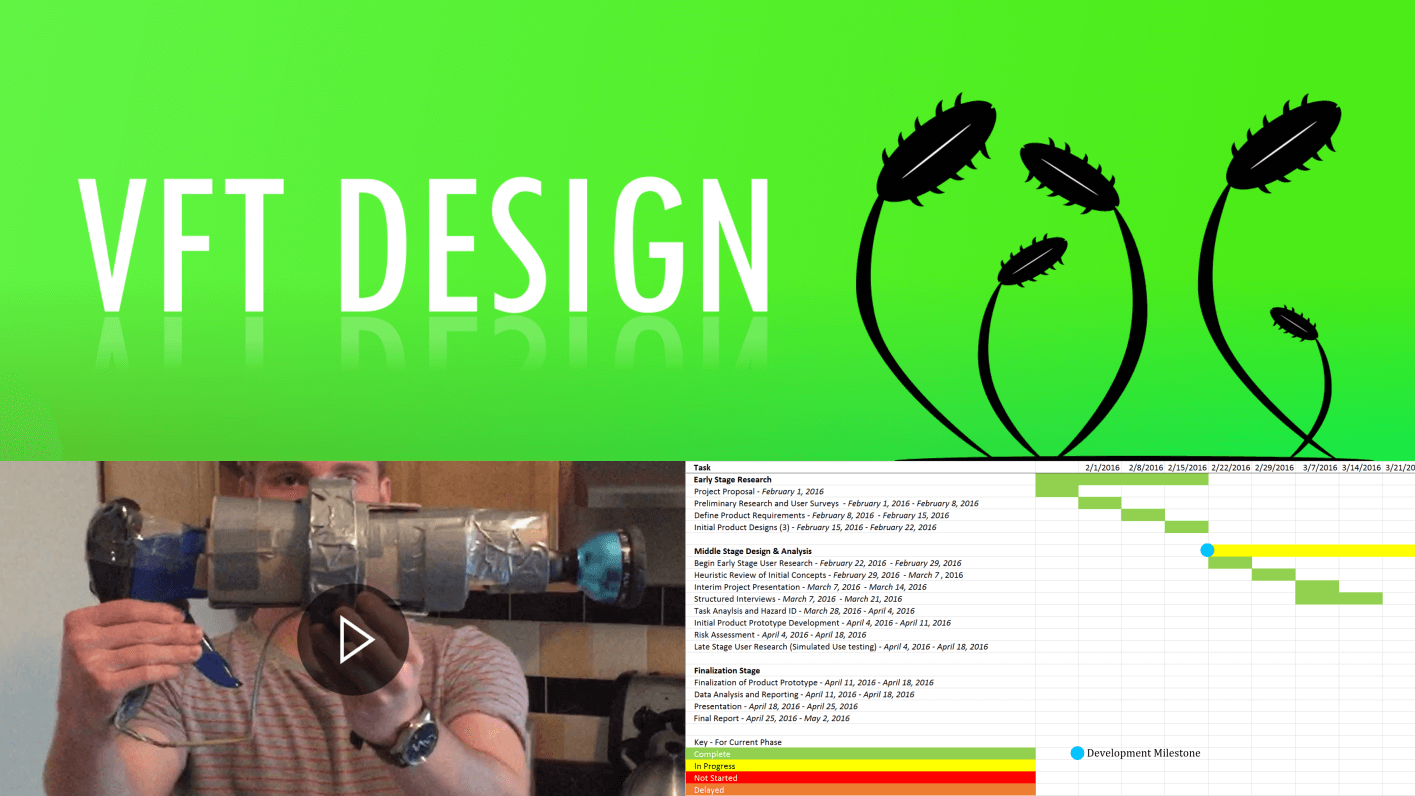 VFT DESIGN
Task
2/1/2016 2/8/2016 2/15/2016 2/22/2016 2/29/2016 3/7/2016 3/14/2016 3/21/20
Early Stage Research
Project Proposal - February 1, 2016
Preliminary Research and User Surveys - February 1, 2016 - February 8, 2016
Define Product Requirements - February 8, 2016 - February 15, 2016
Initial Product Designs (3) - February 15, 2016 - February 22, 2016
Middle Stage Design & Analysis
Begin Early Stage User Research - February 22, 2016 - February 29, 2016
Heuristic Review of Initial Concepts - February 29, 2016 - March 7 , 2016
Interim Project Presentation - March 7, 2016 - March 14, 2016
Structured Interviews - March 7, 2016 - March 21, 2016
Task Anaylsis and Hazard ID - March 28, 2016 - April 4, 2016
Initial Product Prototype Development - April 4, 2016 - April 11, 2016
Risk Assessment - April 4, 2016 - April 18, 2016
Late Stage User Research (Simulated Use testing) - April 4, 2016 - April 18, 2016
Finalization Stage
Finalization of Product Prototype - April 11, 2016 - April 18, 2016
Data Analysis and Reporting - April 11, 2016 - April 18, 2016
Presentation - April 18, 2016 - April 25, 2016
Final Report - April 25, 2016 - May 2, 2016
Key - For Current Phase
Complete
Development Milestone
In Progress
Not Started
Delayed